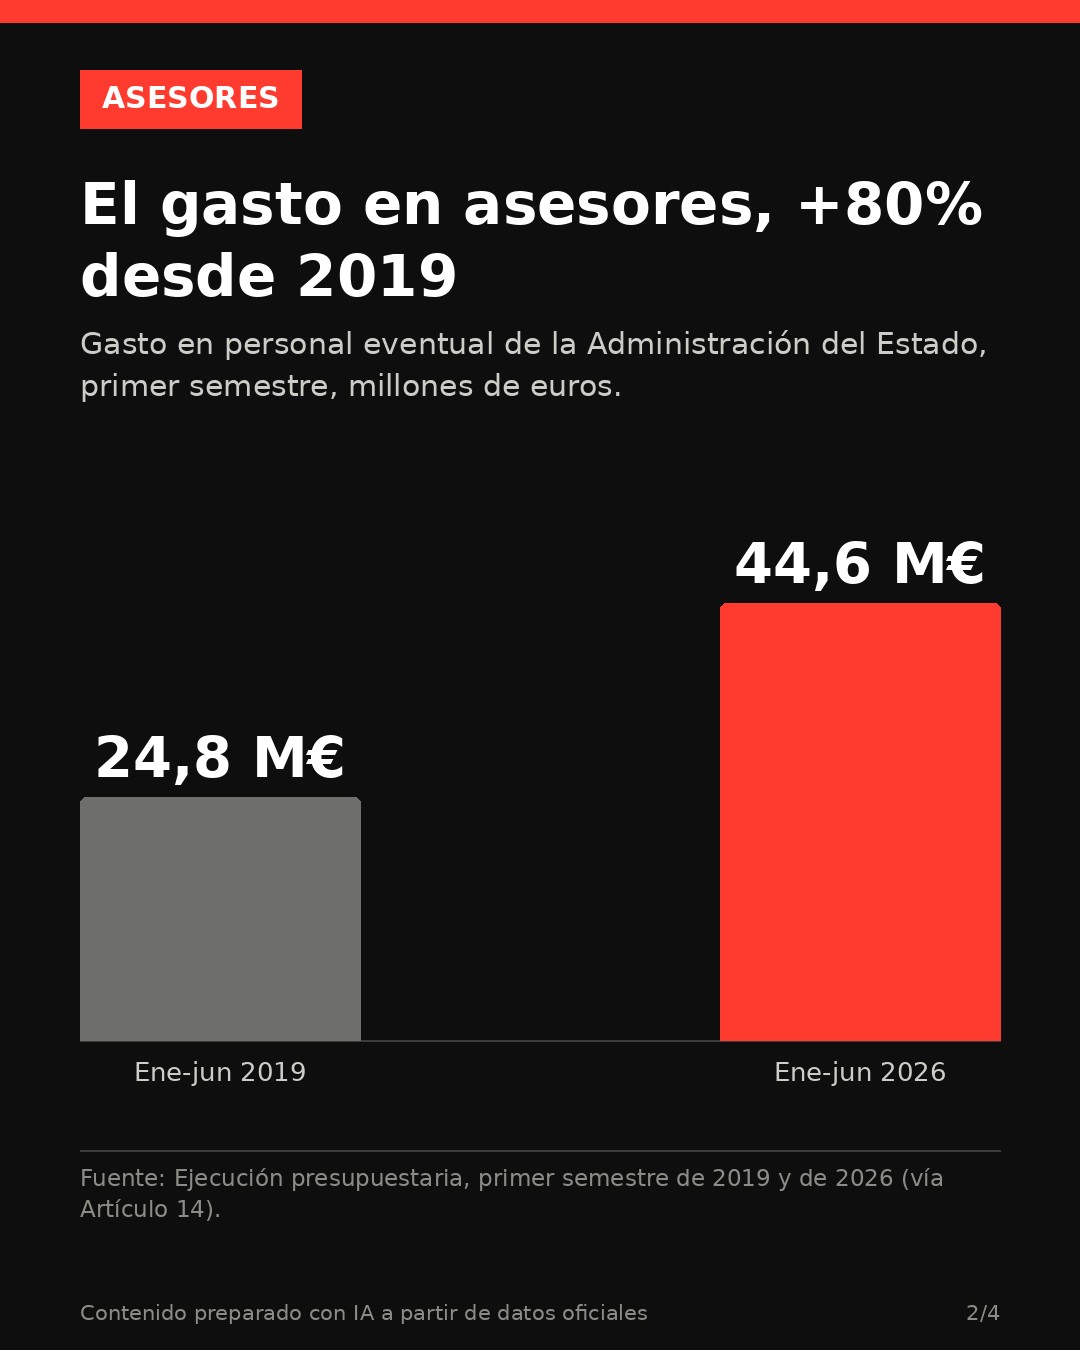 ASESORES
El gasto en asesores, +80%
desde 2019
Gasto en personal eventual de la Administración del Estado,
primer semestre, millones de euros.
44,6 M€
24,8 M€
Ene-jun 2019
Ene-jun 2026
Fuente: Ejecución presupuestaria, primer semestre de 2019 y de 2026 (vía
Artículo 14).
Contenido preparado con IA a partir de datos oficiales
2/4